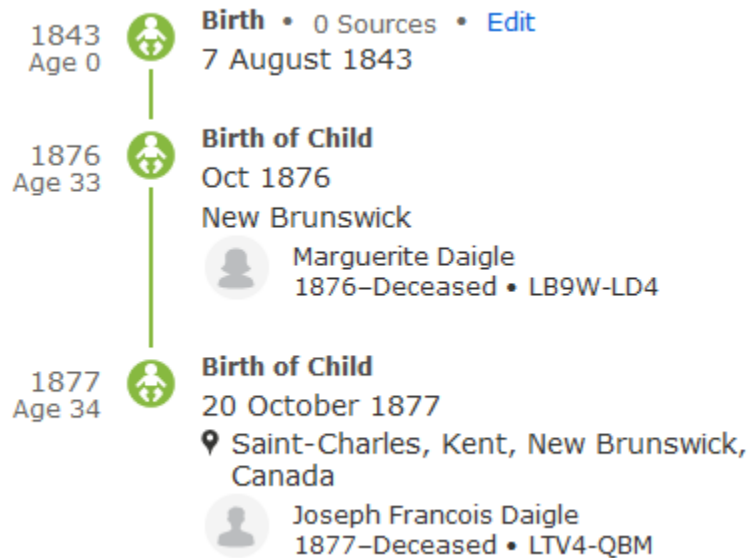 1843
Age 0
Birth • 0 Sources • Edit
7 August 1843
1876
Age 33
Birth of Child
Oct 1876
New Brunswick
Marguerite Daigle
1876–Deceased • LB9W-LD4
1877
Age 34
Birth of Child
20 October 1877
Saint-Charles, Kent, New Brunswick,
Canada
Joseph Francois Daigle
1877–Deceased • LTV4-QBM